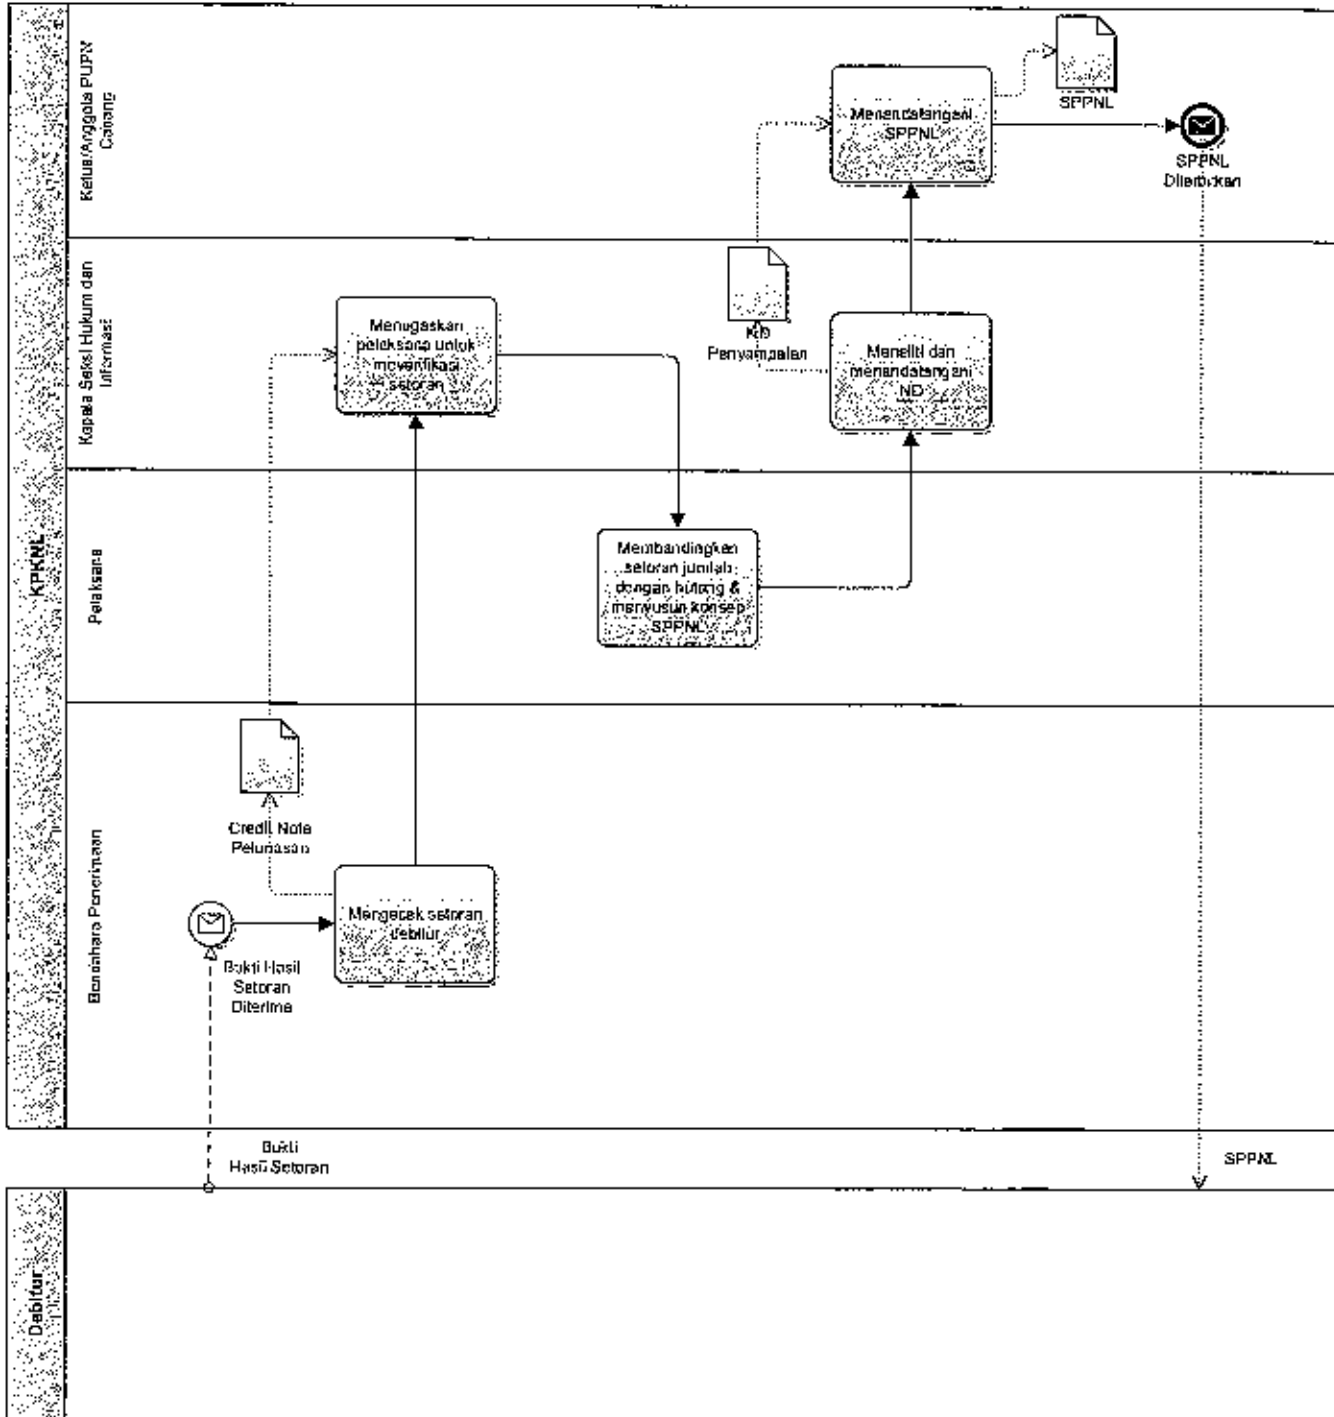 KPKNL
Ketua/Anggota PUPN
Cabang
Menandatangani
SPPNL
SPPNL
SPPNL
Diterbitkan
Kepala Seksi Hukum dan
Informasi
Menugaskan
pelaksana untuk
meverifikasi
setoran
Penyampaian
Meneliti dan
menandatangani
ND
Pelaksana
Membandingkan
setoran jumlah
dengan hutang &
menyusun konsep
SPPNL
Bendahara Penerimaan
Credit Note
Pelunasan
Mengecek setoran
debitur
Bukti Hasil
Setoran
Diterima
Bukti
Hasil Setoran
SPPNL
Debitur